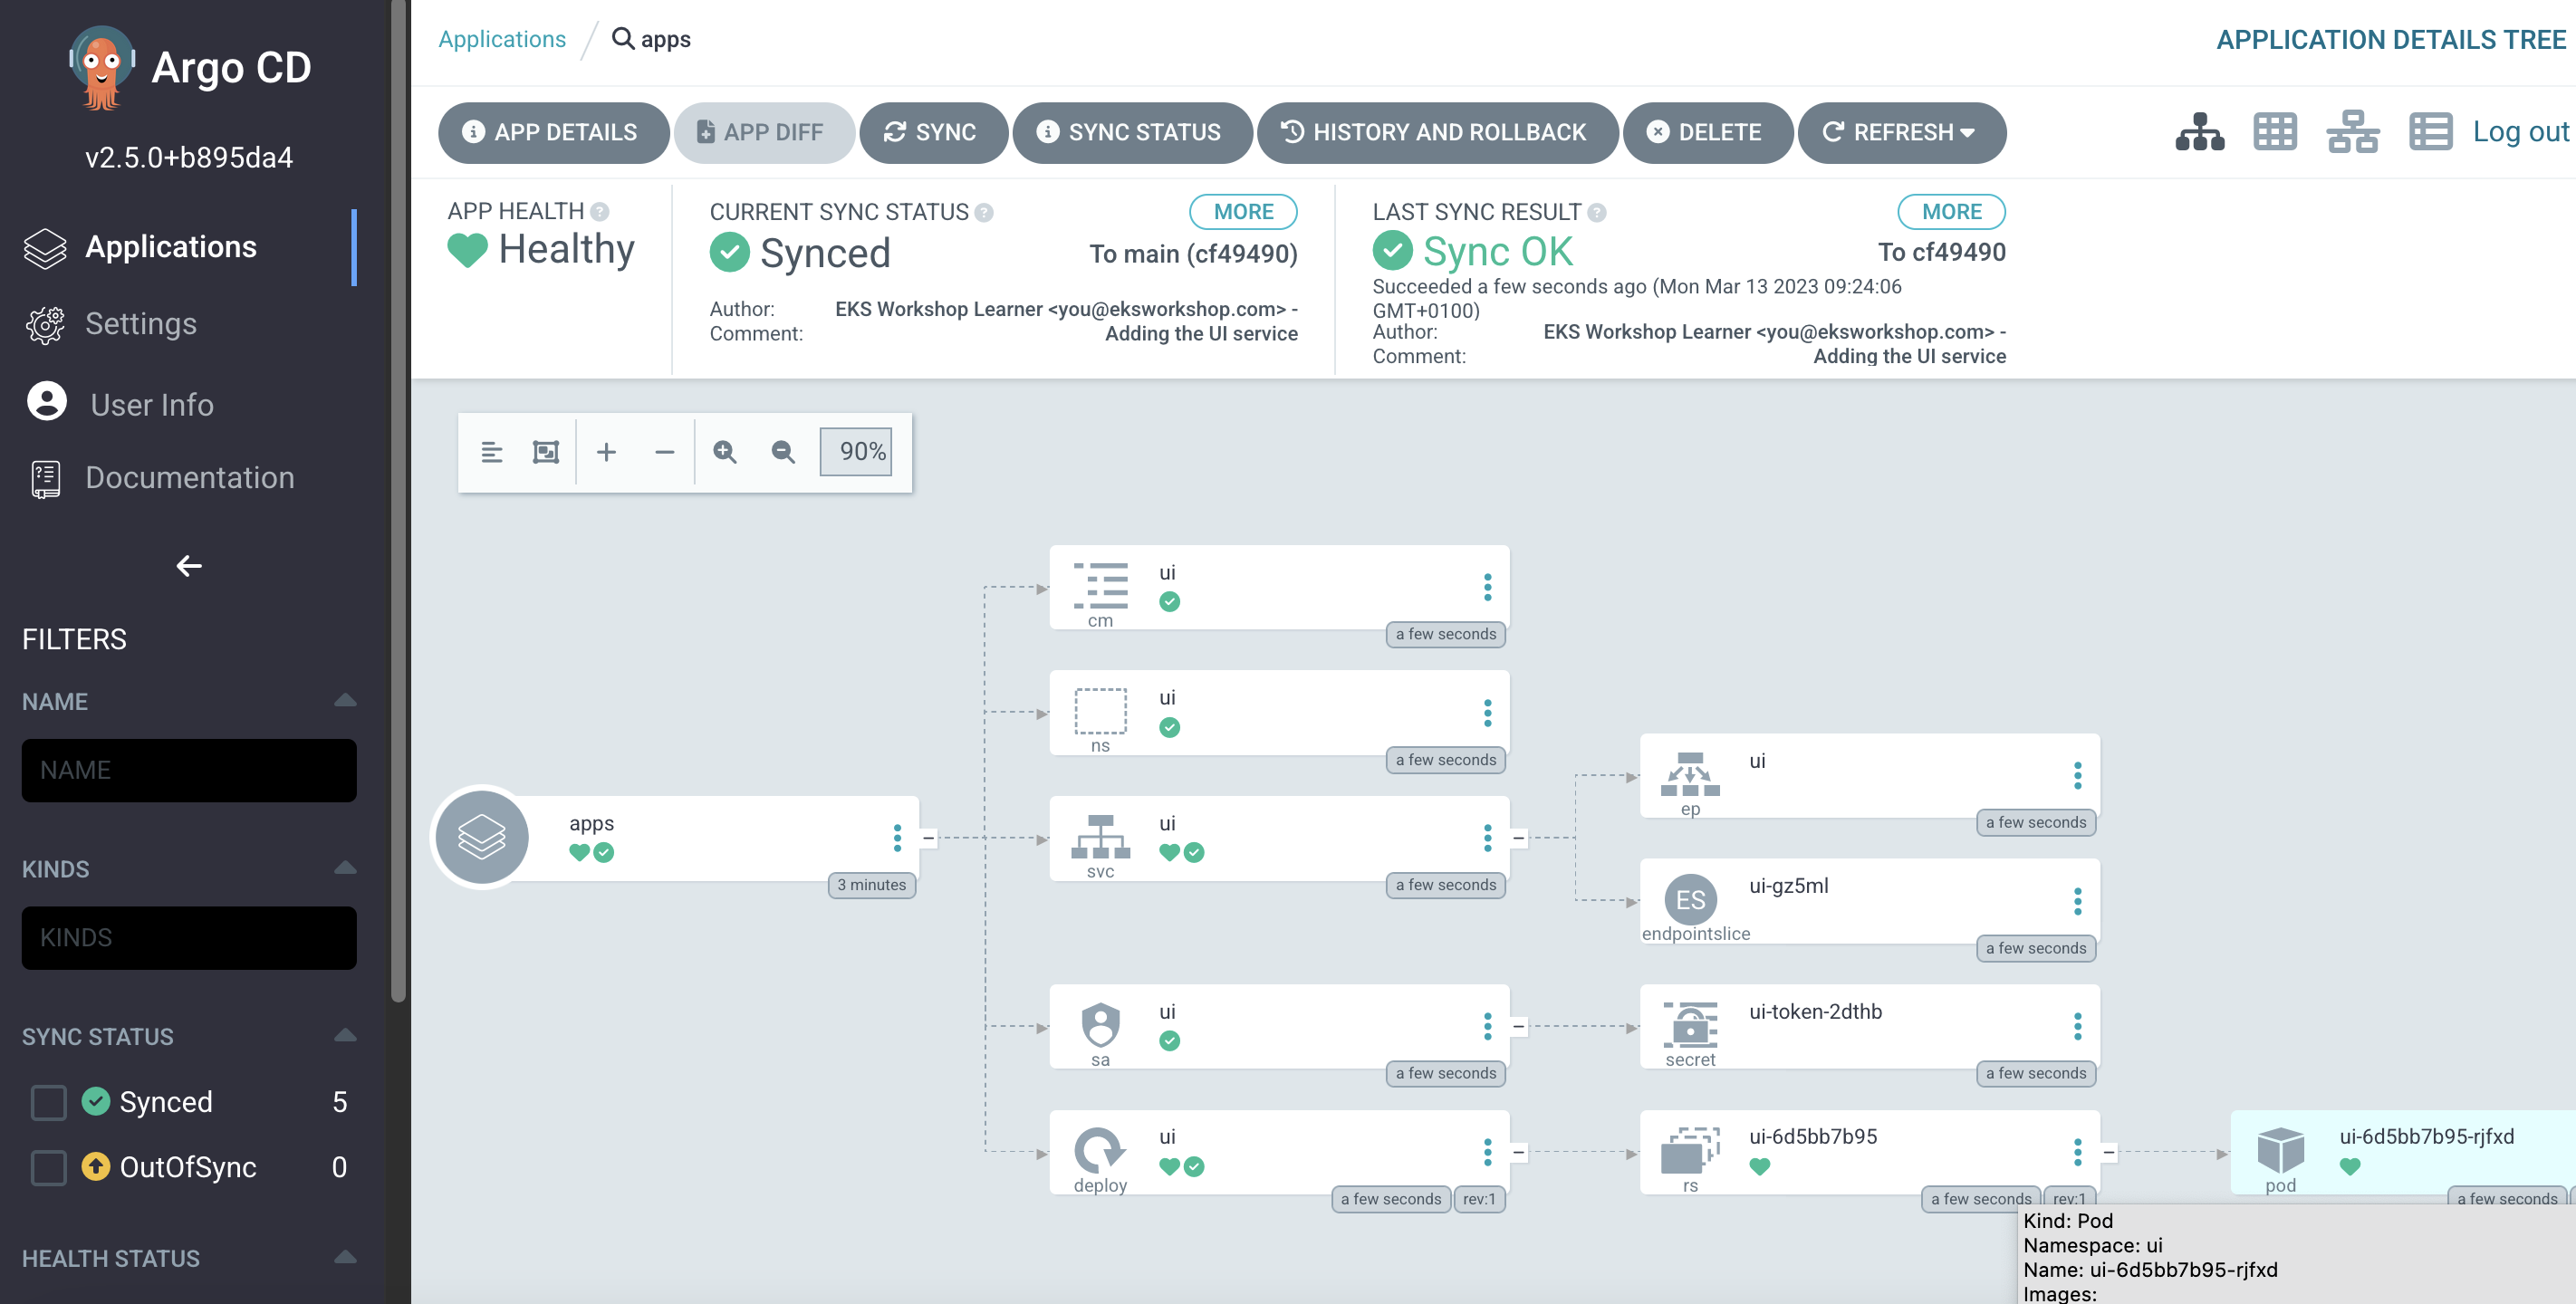 Argo CD
v2.5.0+b895da4
Applications
Settings
User Info
Documentation
FILTERS
NAME
NAME
KINDS
KINDS
SYNC STATUS
Synced 5
OutOfSync 0
HEALTH STATUS
Applications / apps
APPLICATION DETAILS TREE
APP DETAILS APP DIFF SYNC SYNC STATUS HISTORY AND ROLLBACK DELETE REFRESH Log out
APP HEALTH ?
Healthy
CURRENT SYNC STATUS ? MORE
Synced To main (cf49490)
Author: EKS Workshop Learner <you@eksworkshop.com> -
Comment: Adding the UI service
LAST SYNC RESULT ? MORE
Sync OK To cf49490
Succeeded a few seconds ago (Mon Mar 13 2023 09:24:06
GMT+0100)
Author: EKS Workshop Learner <you@eksworkshop.com> -
Comment: Adding the UI service
90%
apps
3 minutes
ui
cm
a few seconds
ui
ns
a few seconds
ui
svc
a few seconds
ui
sa
a few seconds
ui
deploy
a few seconds rev:1
ui
ep
a few seconds
ES ui-gz5ml
endpointslice
a few seconds
ui-token-2dthb
secret
a few seconds
ui-6d5bb7b95
rs
a few seconds rev:1
ui-6d5bb7b95-rjfxd
pod
a few seconds
Kind: Pod
Namespace: ui
Name: ui-6d5bb7b95-rjfxd
Images: